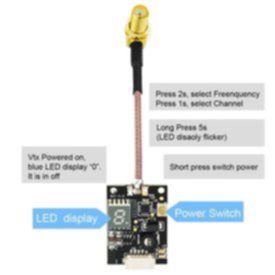 Press 2s, select Freenquency
Press 1s, select Channel
Long Press 5s
(LED disaoly flicker)
Vtx Powered on,
blue LED display “0”.
It is in off
Short press switch power
LED display
Power Switch